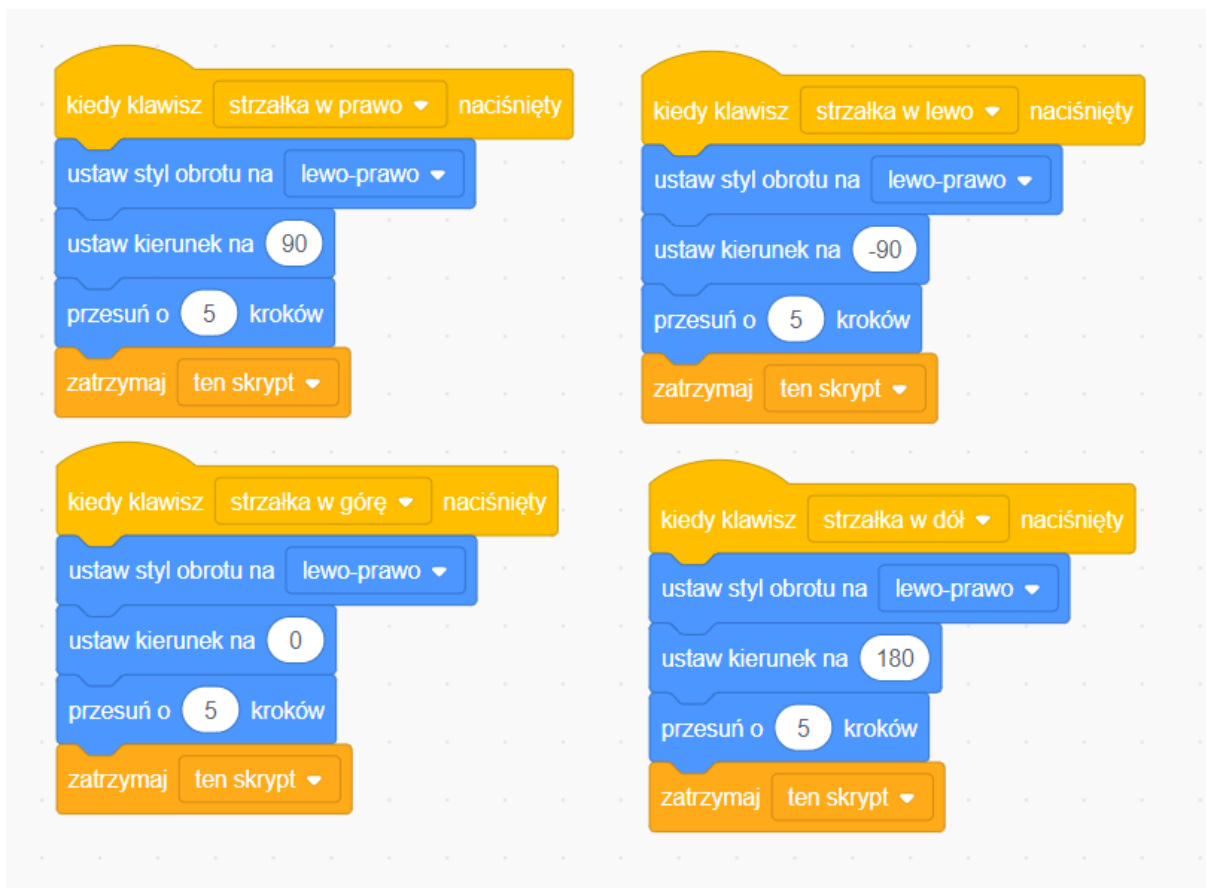 kiedy klawisz strzałka w prawo naciśnięty
ustaw styl obrotu na lewo-prawo
ustaw kierunek na 90
przesuń o 5 kroków
zatrzymaj ten skrypt
kiedy klawisz strzałka w lewo naciśnięty
ustaw styl obrotu na lewo-prawo
ustaw kierunek na -90
przesuń o 5 kroków
zatrzymaj ten skrypt
kiedy klawisz strzałka w górę naciśnięty
ustaw styl obrotu na lewo-prawo
ustaw kierunek na 0
przesuń o 5 kroków
zatrzymaj ten skrypt
kiedy klawisz strzałka w dół naciśnięty
ustaw styl obrotu na lewo-prawo
ustaw kierunek na 180
przesuń o 5 kroków
zatrzymaj ten skrypt